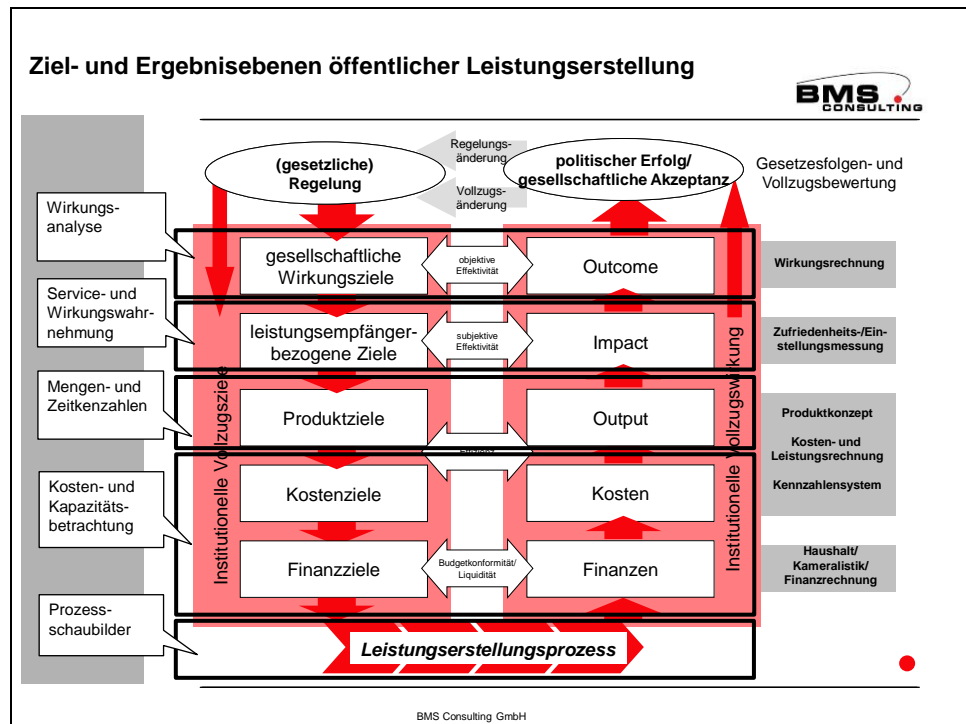 Ziel- und Ergebnisebenen öffentlicher Leistungserstellung
BMS
CONSULTING
(gesetzliche)
Regelung
Regelungs-
änderung
Vollzugs-
änderung
politischer Erfolg/
gesellschaftliche Akzeptanz
Gesetzesfolgen- und
Vollzugsbewertung
Wirkungs-
analyse
gesellschaftliche
Wirkungsziele
objektive
Effektivität
Outcome
Wirkungsrechnung
Service- und
Wirkungswahr-
nehmung
leistungsempfänger-
bezogene Ziele
subjektive
Effektivität
Impact
Zufriedenheits-/Ein-
stellungsmessung
Mengen- und
Zeitkenzahlen
Produktziele
Output
Produktkonzept
Kosten- und
Leistungsrechnung
Kennzahlensystem
Kosten- und
Kapazitäts-
betrachtung
Kostenziele
Kosten
Finanzziele
Budgetkonformität/
Liquidität
Finanzen
Haushalt/
Kameralistik/
Finanzrechnung
Institutionelle Vollzugsziele
Institutionelle Vollzugswirkung
Prozess-
schaubilder
Leistungserstellungsprozess
BMS Consulting GmbH